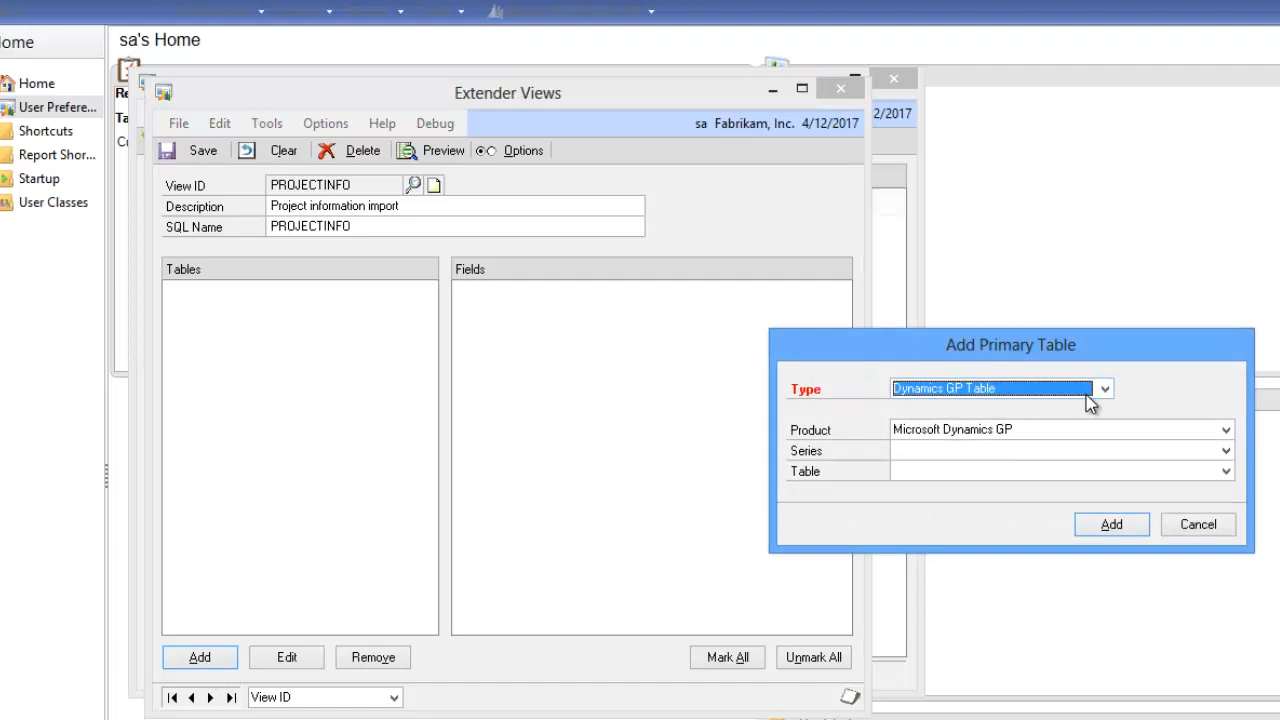 ome
sa's Home
Home
User Prefere...
Shortcuts
Report Shor...
Startup
User Classes
Re
Ta
Cu
2/2017
Extender Views
File Edit Tools Options Help Debug sa Fabrikam, Inc. 4/12/2017
Save Clear Delete Preview Options
View ID PROJECTINFO
Description Project information import
SQL Name PROJECTINFO
Tables Fields
Add Primary Table
Type Dynamics GP Table
Product Microsoft Dynamics GP
Series
Table
Add Cancel
Add Edit Remove Mark All Unmark All
View ID